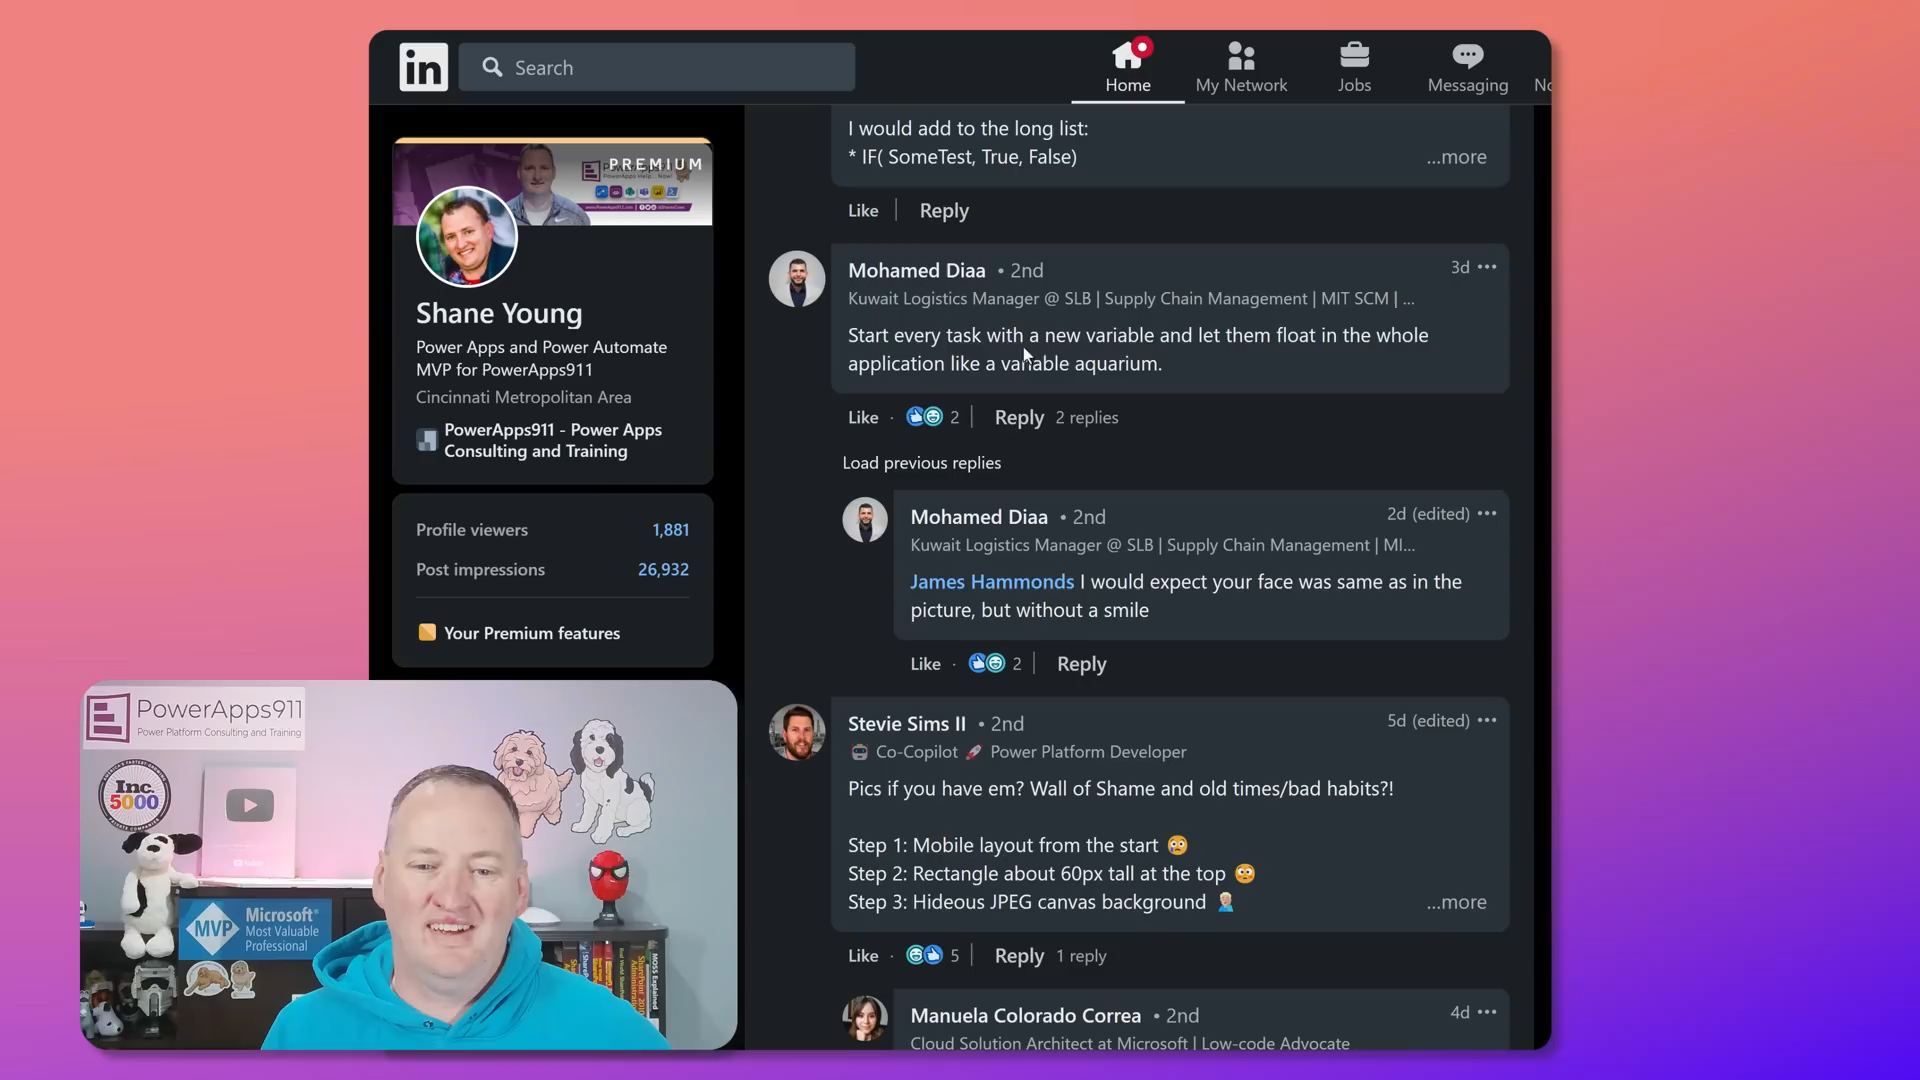 in
Search
Home
My Network
Jobs
Messaging
PREMIUM
Shane Young
Power Apps and Power Automate
MVP for PowerApps911
Cincinnati Metropolitan Area
PowerApps911 - Power Apps
Consulting and Training
Profile viewers 1,881
Post impressions 26,932
Your Premium features
I would add to the long list:
* IF( SomeTest, True, False)
...more
Like Reply
Mohamed Diaa • 2nd
3d
Kuwait Logistics Manager @ SLB | Supply Chain Management | MIT SCM | ...
Start every task with a new variable and let them float in the whole
application like a variable aquarium.
Like · 2 Reply 2 replies
Load previous replies
Mohamed Diaa • 2nd
2d (edited)
Kuwait Logistics Manager @ SLB | Supply Chain Management | MI...
James Hammonds I would expect your face was same as in the
picture, but without a smile
Like · 2 Reply
Stevie Sims II • 2nd
5d (edited)
Co-Copilot 🚀 Power Platform Developer
Pics if you have em? Wall of Shame and old times/bad habits?!
Step 1: Mobile layout from the start 😢
Step 2: Rectangle about 60px tall at the top 😳
Step 3: Hideous JPEG canvas background
...more
Like · 5 Reply 1 reply
Manuela Colorado Correa • 2nd
4d
Cloud Solution Architect at Microsoft | Low-code Advocate
PowerApps911
Power Platform Consulting and Training
Inc.
5000
MVP
Microsoft®
Most Valuable
Professional
MOSS Explained